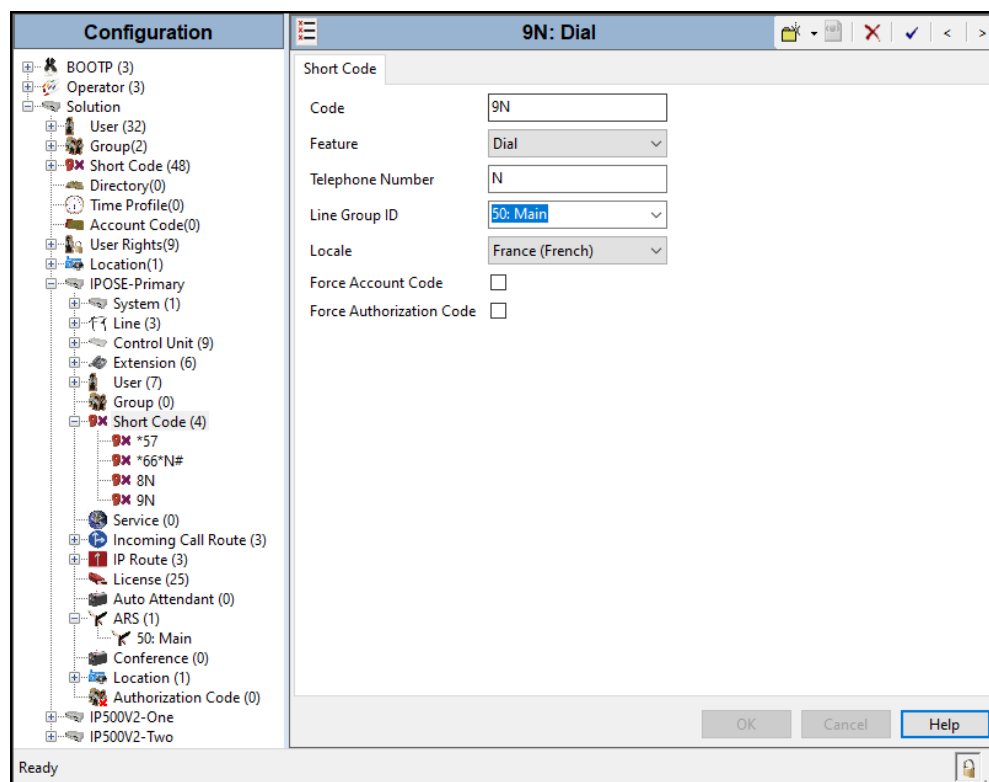 Configuration
BOOTP (3)
Operator (3)
Solution
User (32)
Group(2)
Short Code (48)
Directory(0)
Time Profile(0)
Account Code(0)
User Rights(9)
Location(1)
IPOSE-Primary
System (1)
Line (3)
Control Unit (9)
Extension (6)
User (7)
Group (0)
Short Code (4)
*57
*66*N#
8N
9N
Service (0)
Incoming Call Route (3)
IP Route (3)
License (25)
Auto Attendant (0)
ARS (1)
50: Main
Conference (0)
Location (1)
Authorization Code (0)
IP500V2-One
IP500V2-Two
9N: Dial
Short Code
Code 9N
Feature Dial
Telephone Number N
Line Group ID 50: Main
Locale France (French)
Force Account Code
Force Authorization Code
OK Cancel Help
Ready